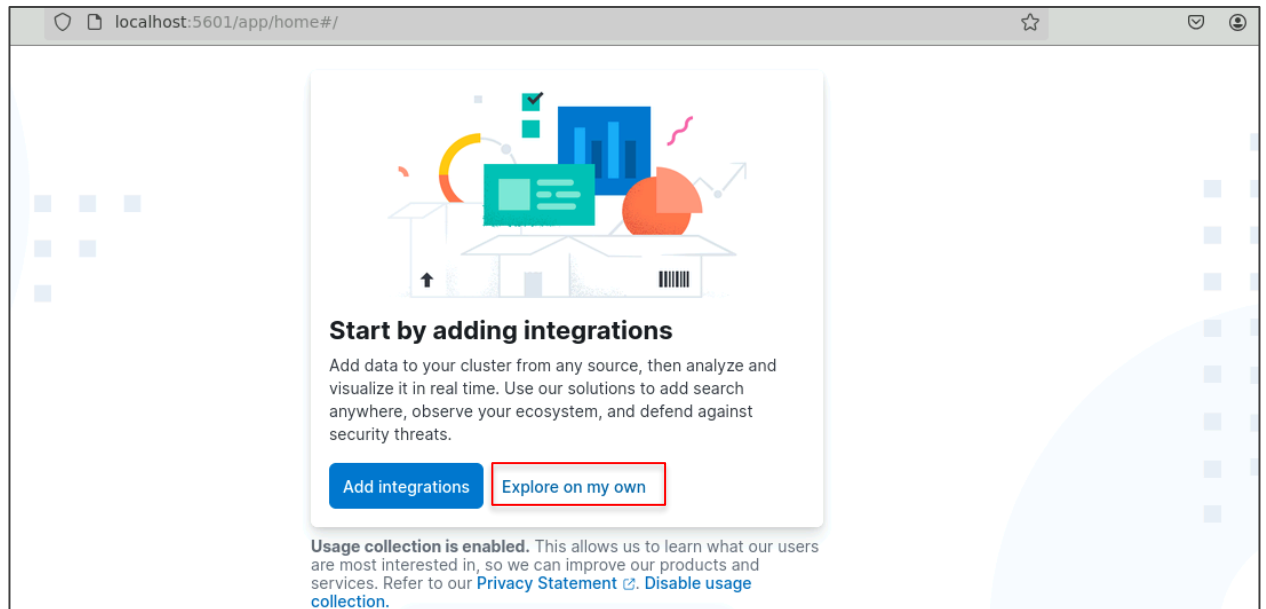 localhost:5601/app/home#/
Start by adding integrations
Add data to your cluster from any source, then analyze and
visualize it in real time. Use our solutions to add search
anywhere, observe your ecosystem, and defend against
security threats.
Add integrations
Explore on my own
Usage collection is enabled. This allows us to learn what our users
are most interested in, so we can improve our products and
services. Refer to our Privacy Statement. Disable usage
collection.